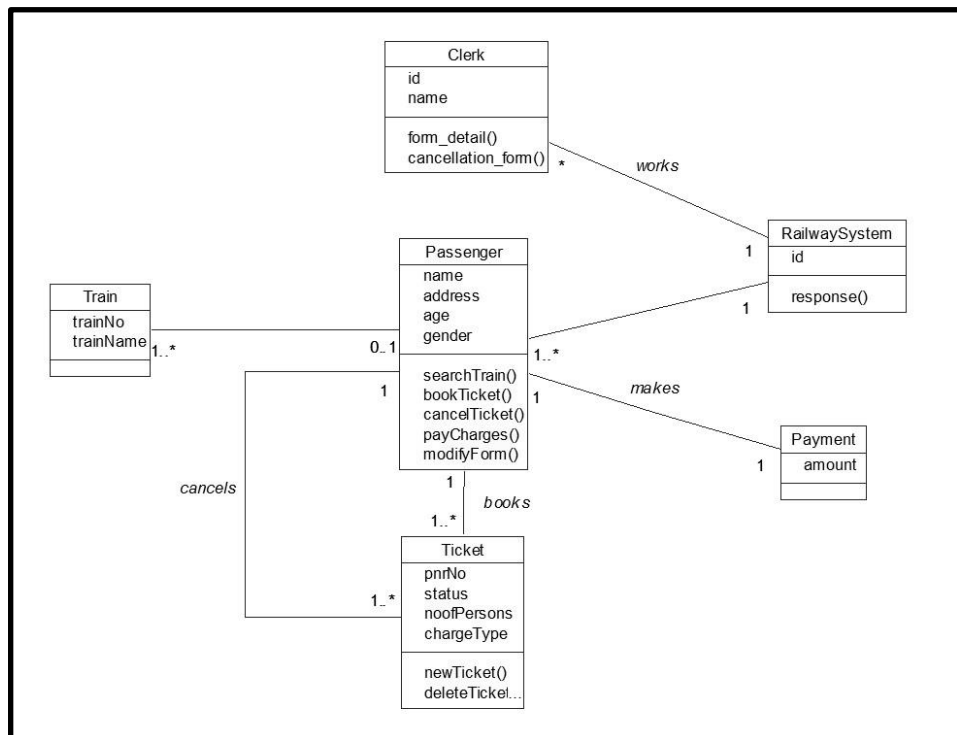 Clerk
id
name
form_detail()
cancellation_form()
*
works
RailwaySystem
1
id
response()
1
Passenger
name
address
age
gender
searchTrain()
bookTicket()
cancelTicket()
payCharges()
modifyForm()
Train
trainNo
trainName
1..*
0..1
1..*
1
1
makes
Payment
1
amount
cancels
1
books
1..*
Ticket
1..*
pnrNo
status
noofPersons
chargeType
newTicket()
deleteTicket...